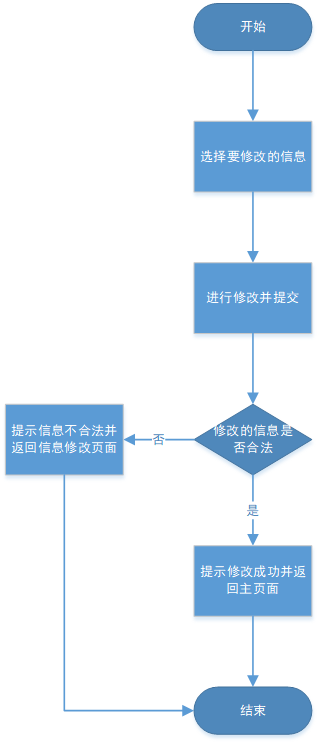 开始
选择要修改的信息
进行修改并提交
修改的信息是
否合法
否
提示信息不合法并
返回信息修改页面
是
提示修改成功并返
回主页面
结束